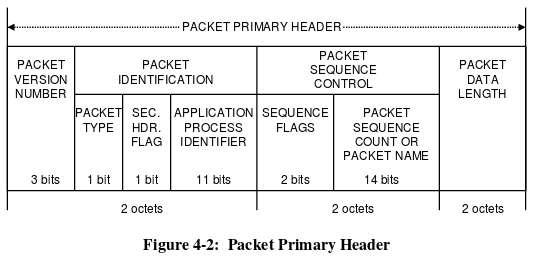 PACKET PRIMARY HEADER
PACKET
VERSION
NUMBER
PACKET
IDENTIFICATION
PACKET
SEQUENCE
CONTROL
PACKET
DATA
LENGTH
PACKET
TYPE
SEC.
HDR.
FLAG
APPLICATION
PROCESS
IDENTIFIER
SEQUENCE
FLAGS
PACKET
SEQUENCE
COUNT OR
PACKET NAME
3 bits
1 bit
1 bit
11 bits
2 bits
14 bits
2 octets
2 octets
2 octets
Figure 4-2: Packet Primary Header